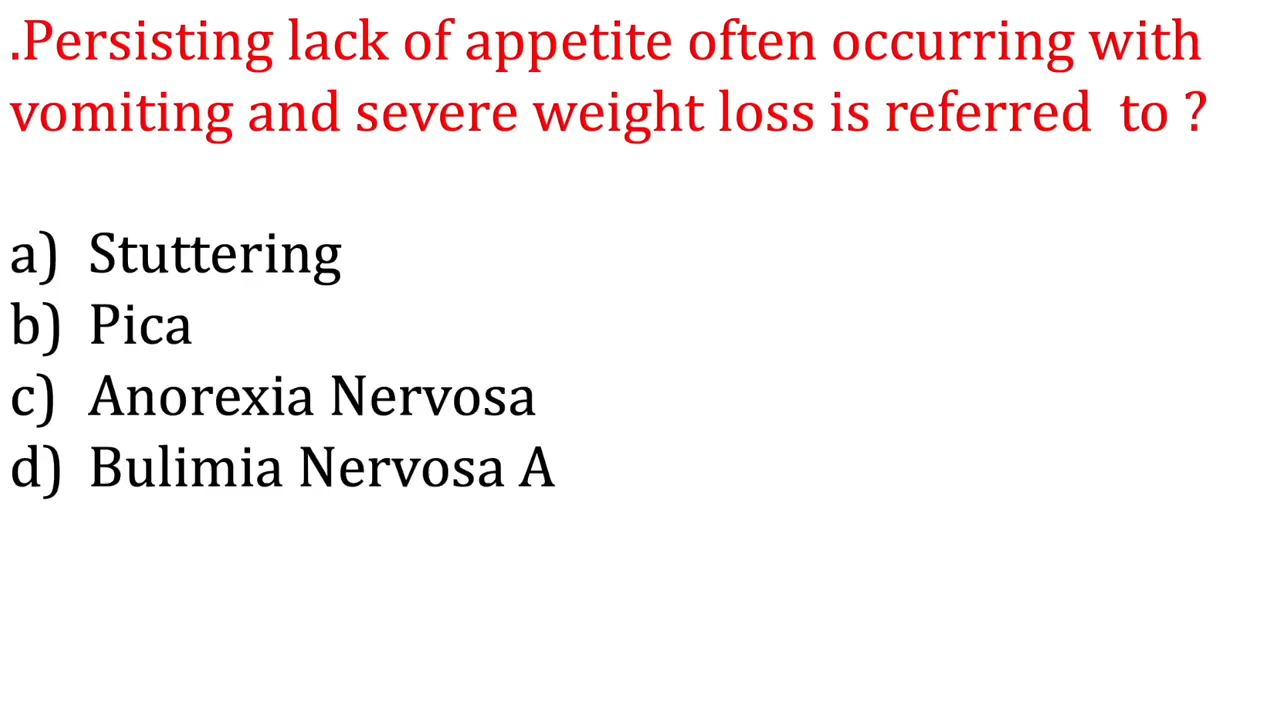 .Persisting lack of appetite often occurring with
vomiting and severe weight loss is referred  to ?
a)  Stuttering
b)  Pica
c)  Anorexia Nervosa
d)  Bulimia Nervosa A